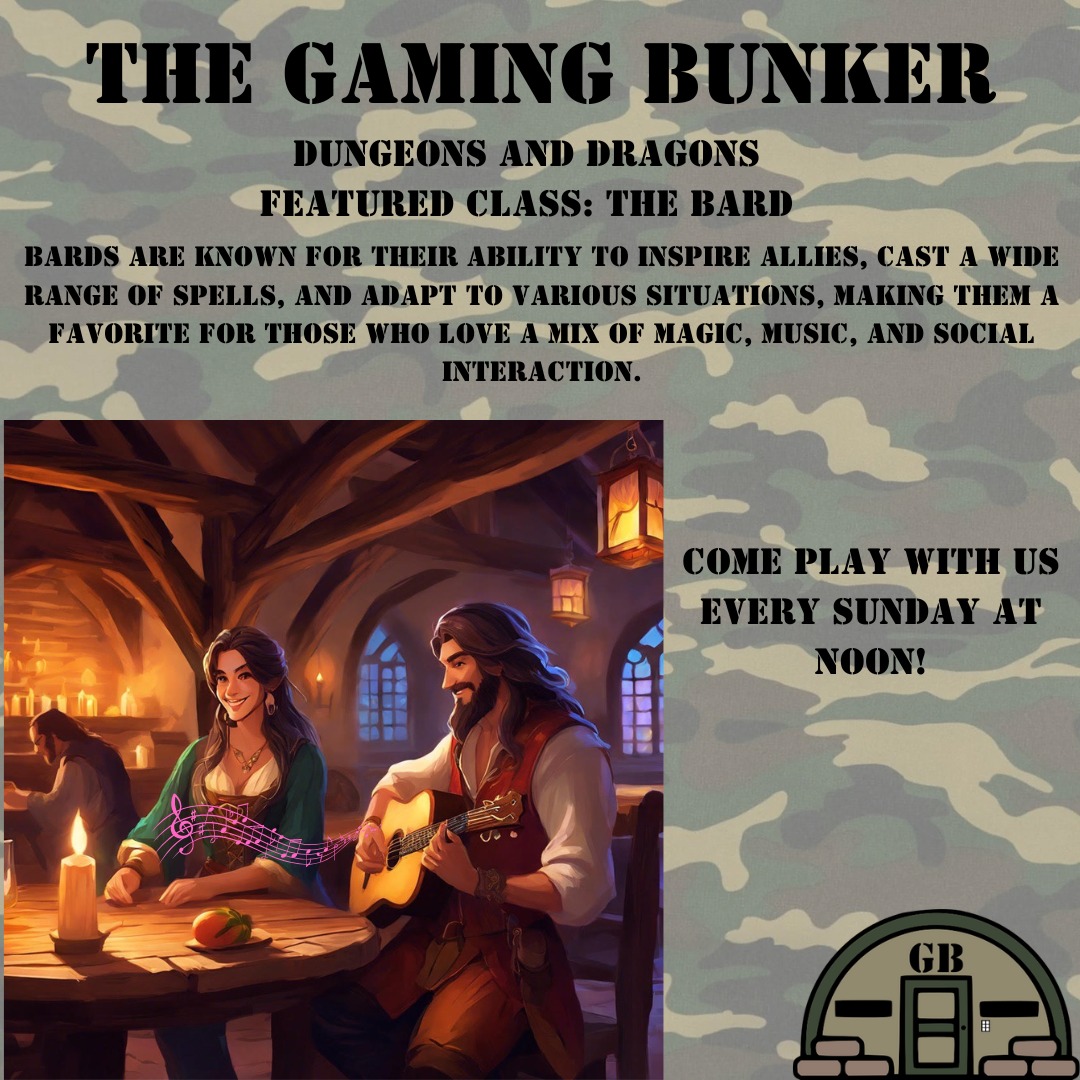 THE GAMING BUNKER
DUNGEONS AND DRAGONS
FEATURED CLASS: THE BARD
BARDS ARE KNOWN FOR THEIR ABILITY TO INSPIRE ALLIES, CAST A WIDE
RANGE OF SPELLS, AND ADAPT TO VARIOUS SITUATIONS, MAKING THEM A
FAVORITE FOR THOSE WHO LOVE A MIX OF MAGIC, MUSIC, AND SOCIAL
INTERACTION.
COME PLAY WITH US
EVERY SUNDAY AT
NOON!
GB